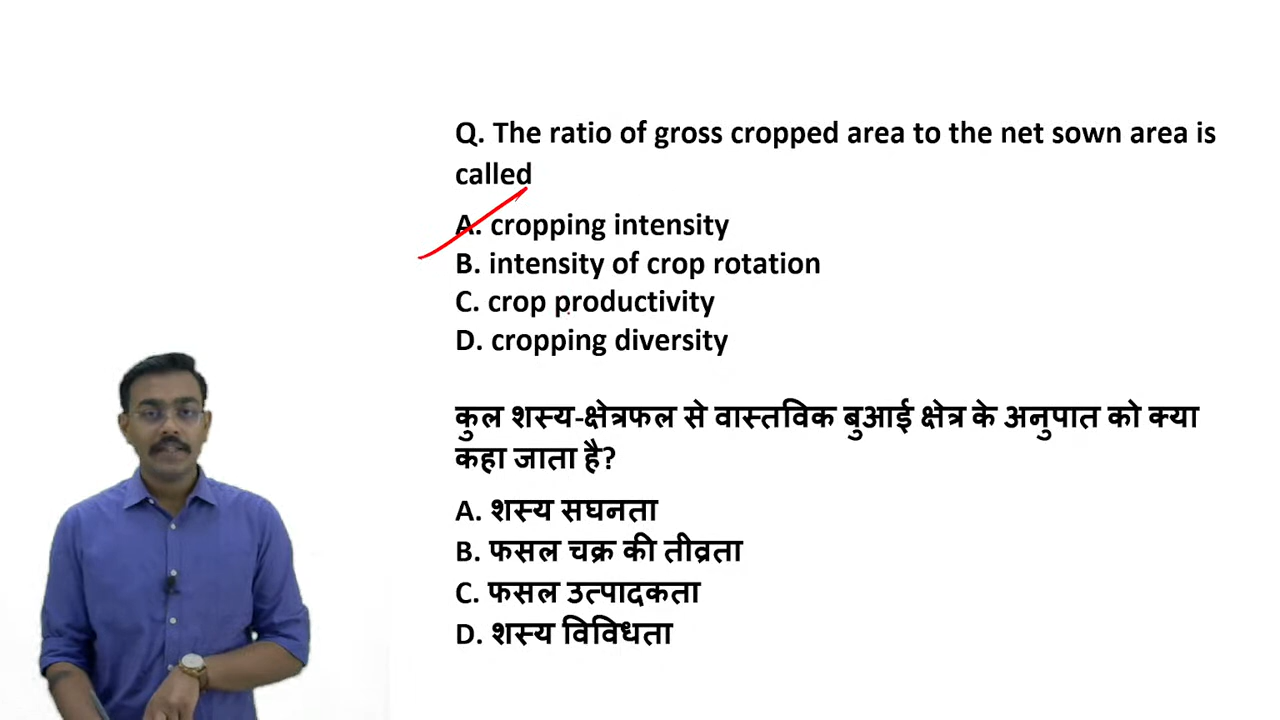 Q. The ratio of gross cropped area to the net sown area is
called
A. cropping intensity
B. intensity of crop rotation
C. crop productivity
D. cropping diversity
कुल शस्य-क्षेत्रफल से वास्तविक बुआई क्षेत्र के अनुपात को क्या
कहा जाता है?
A. शस्य सघनता
B. फसल चक्र की तीव्रता
C. फसल उत्पादकता
D. शस्य विविधता